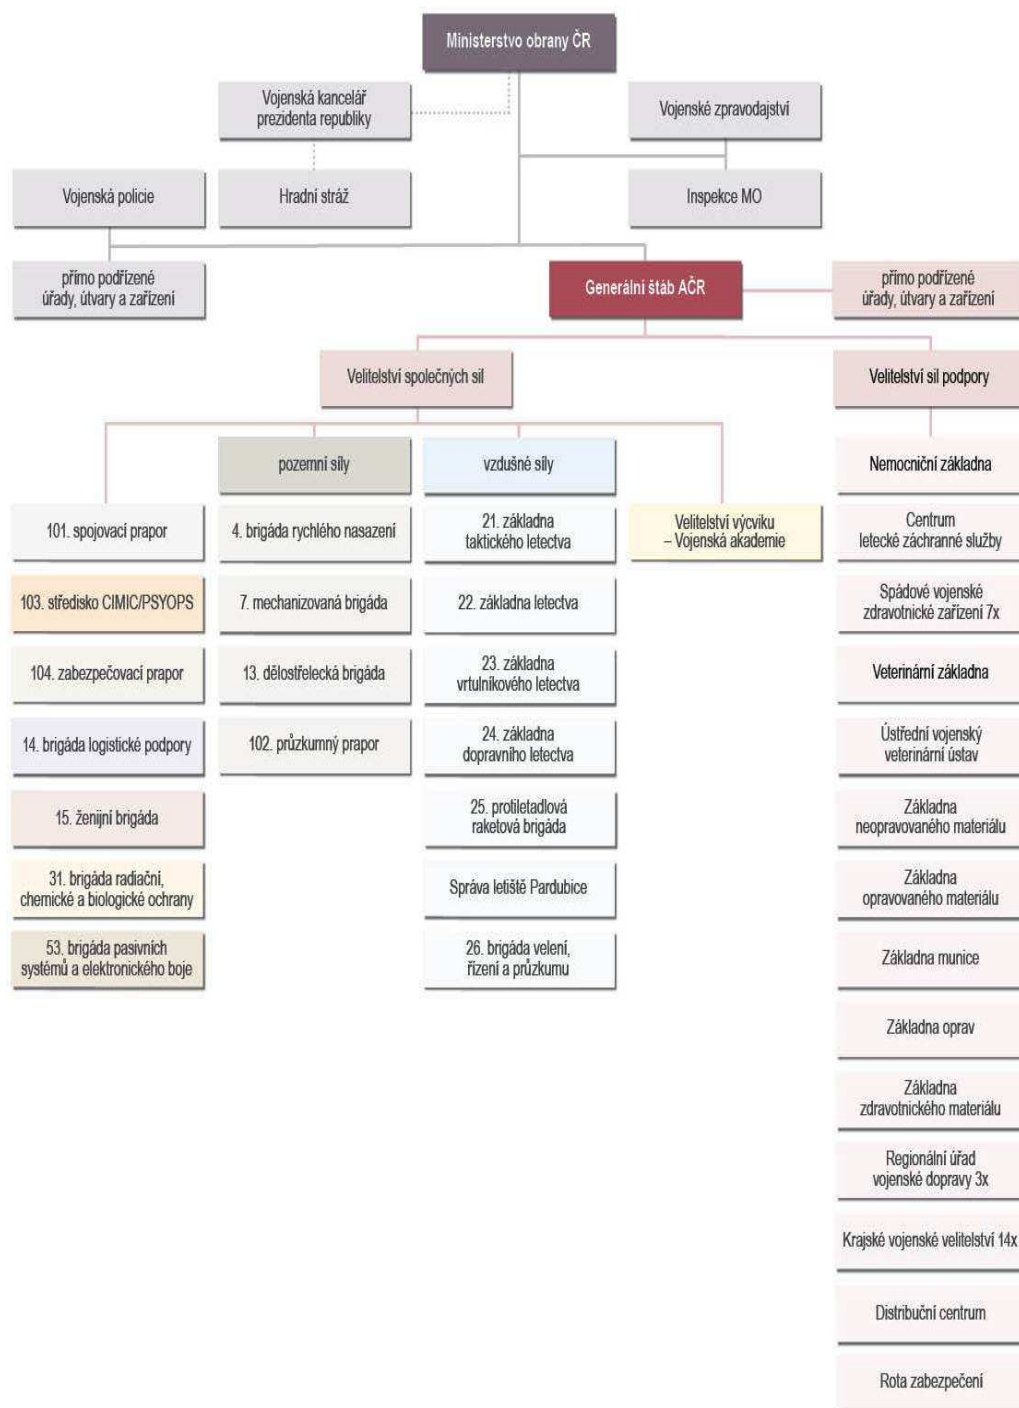 Ministerstvo obrany ČR
Vojenská kancelář
prezidenta republiky
Vojenské zpravodajství
Vojenská policie
Hradní stráž
Inspekce MO
přímo podřízené
úřady, útvary a zařízení
Generální štáb AČR
přímo podřízené
úřady, útvary a zařízení
Velitelství společných sil
Velitelství sil podpory
pozemní síly
vzdušné síly
Nemocniční základna
101. spojovací prapor
4. brigáda rychlého nasazení
21. základna
taktického letectva
Velitelství výcviku
– Vojenská akademie
Centrum
letecké záchranné služby
103. středisko CIMIC/PSYOPS
7. mechanizovaná brigáda
22. základna letectva
Spádové vojenské
zdravotnické zařízení 7x
104. zabezpečovací prapor
13. dělostřelecká brigáda
23. základna
vrtulníkového letectva
Veterinární základna
14. brigáda logistické podpory
102. průzkumný prapor
24. základna
dopravního letectva
Ústřední vojenský
veterinární ústav
15. ženijní brigáda
25. protiletadlová
raketová brigáda
Základna
neopravovaného materiálu
31. brigáda radiační,
chemické a biologické ochrany
Správa letiště Pardubice
Základna
opravovaného materiálu
53. brigáda pasivních
systémů a elektronického boje
26. brigáda velení,
řízení a průzkumu
Základna munice
Základna oprav
Základna
zdravotnického materiálu
Regionální úřad
vojenské dopravy 3x
Krajské vojenské velitelství 14x
Distribuční centrum
Rota zabezpečení